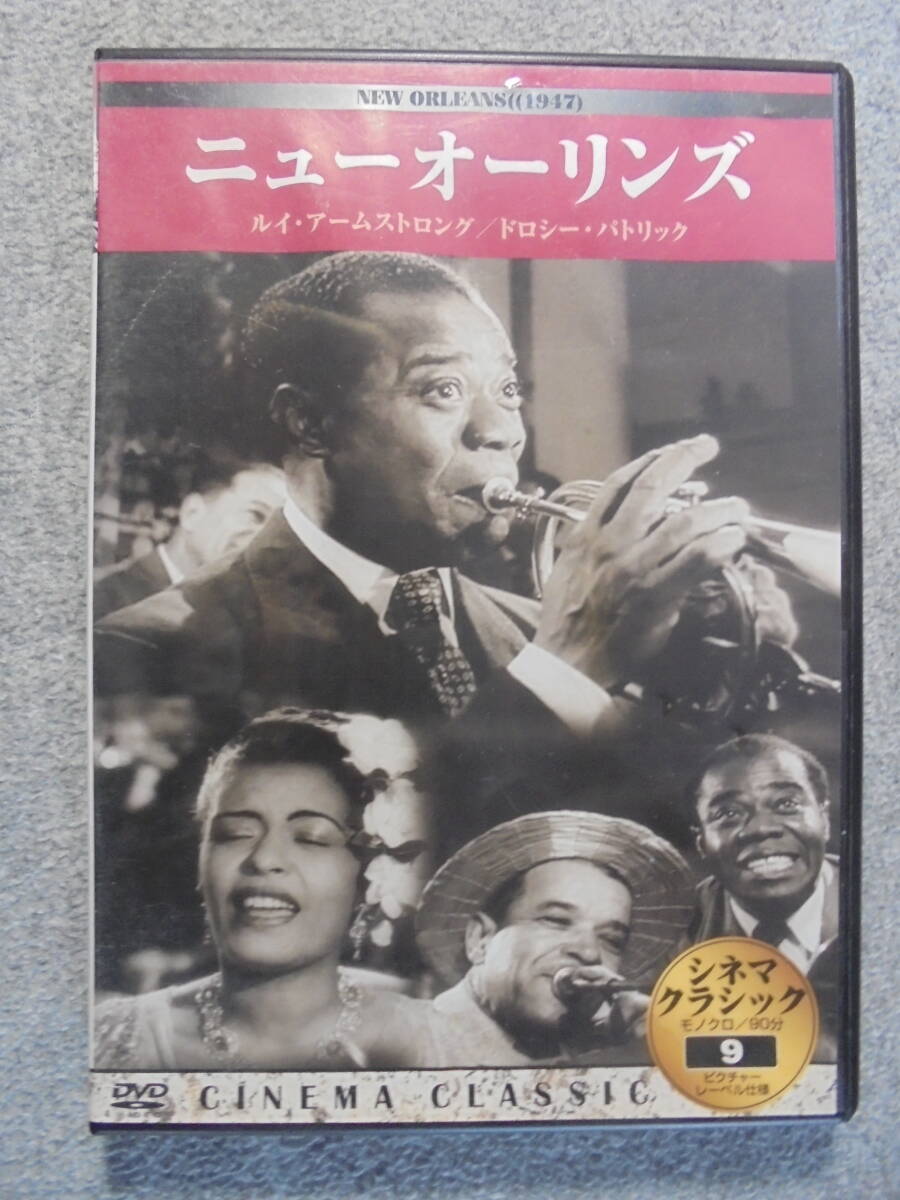 NEW ORLEANS((1947)
ニューオーリンズ
ルイ・アームストロング/ドロシー・パトリック
シネマ
クラシック
モノクロ/90分
9
ピクチャー
レーベル仕様
DVD
CINEMA CLASSIC